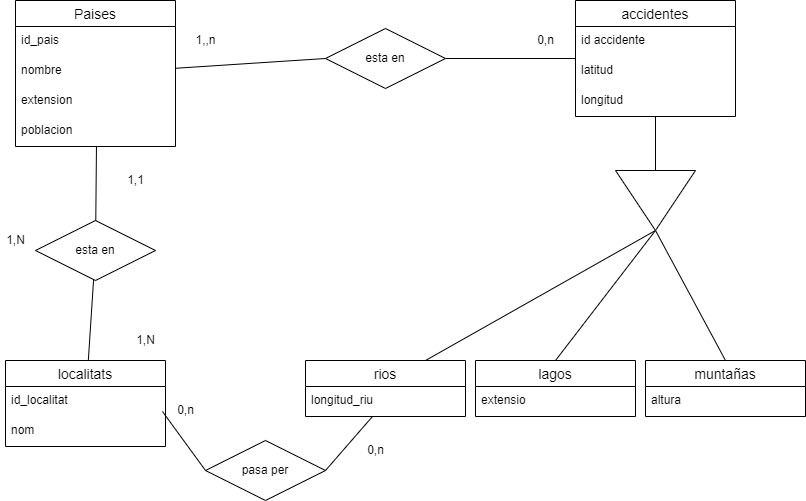 Paises
id_pais
nombre
extension
poblacion
1,,n
esta en
0,n
accidentes
id accidente
latitud
longitud
1,1
1,N
esta en
1,N
localitats
id_localitat
nom
0,n
pasa per
0,n
rios
longitud_riu
lagos
extensio
muntañas
altura